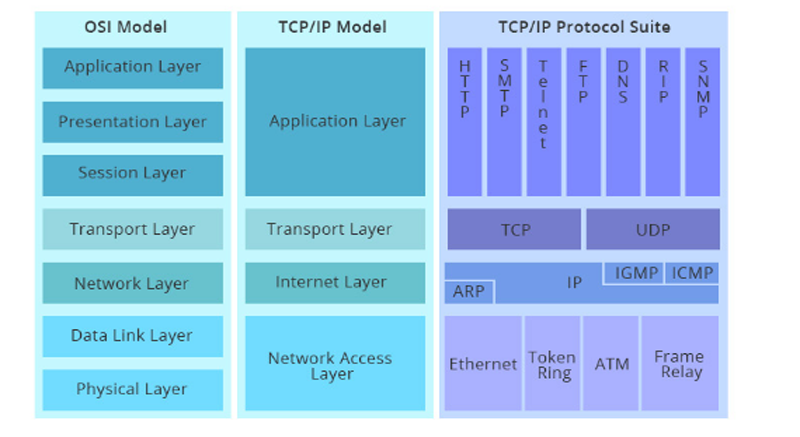 OSI Model
Application Layer
Presentation Layer
Session Layer
Transport Layer
Network Layer
Data Link Layer
Physical Layer
TCP/IP Model
Application Layer
Transport Layer
Internet Layer
Network Access
Layer
TCP/IP Protocol Suite
HTTP
SMTP
Telnet
FTP
DNS
RIP
SNMP
TCP
UDP
ARP
IP
IGMP
ICMP
Ethernet
Token
Ring
ATM
Frame
Relay